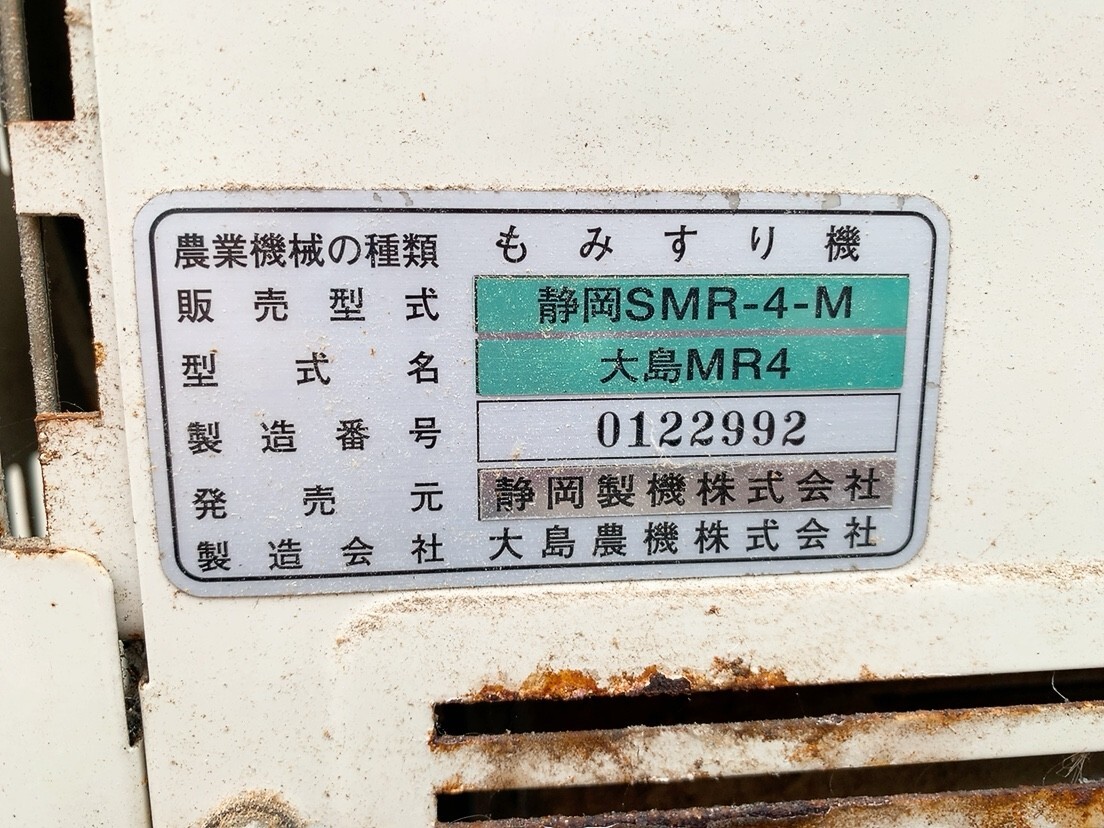 農業機械の種類 もみすり機
販売型式 静岡SMR-4-M
型式名 大島MR4
製造番号 0122992
発売元 静岡製機株式会社
製造会社 大島農機株式会社